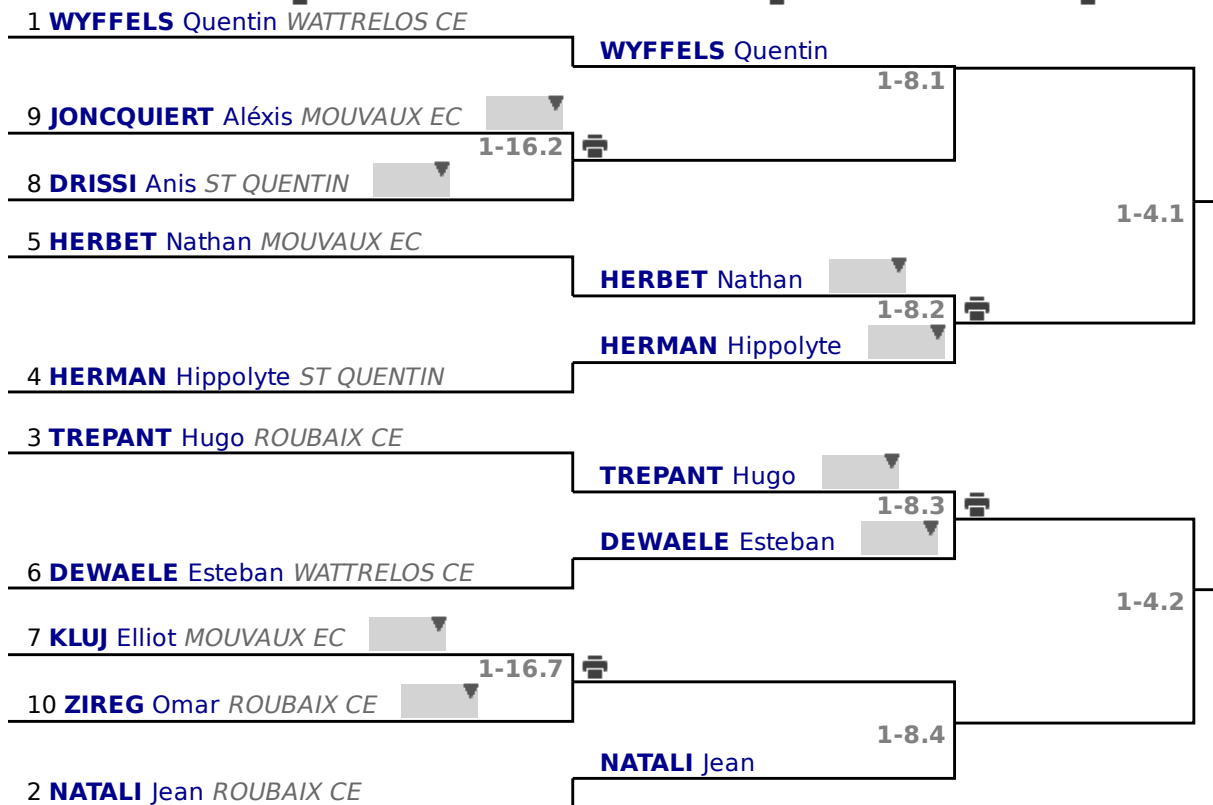 1 WYFFELS Quentin WATTRELOS CE
WYFFELS Quentin
1-8.1
9 JONCQUIERT Aléxis MOUVAUX EC
1-16.2
8 DRISSI Anis ST QUENTIN
1-4.1
5 HERBET Nathan MOUVAUX EC
HERBET Nathan
1-8.2
HERMAN Hippolyte
4 HERMAN Hippolyte ST QUENTIN
3 TREPANT Hugo ROUBAIX CE
TREPANT Hugo
1-8.3
DEWAELE Esteban
6 DEWAELE Esteban WATTRELOS CE
1-4.2
7 KLUJ Elliot MOUVAUX EC
1-16.7
10 ZIREG Omar ROUBAIX CE
1-8.4
NATALI Jean
2 NATALI Jean ROUBAIX CE